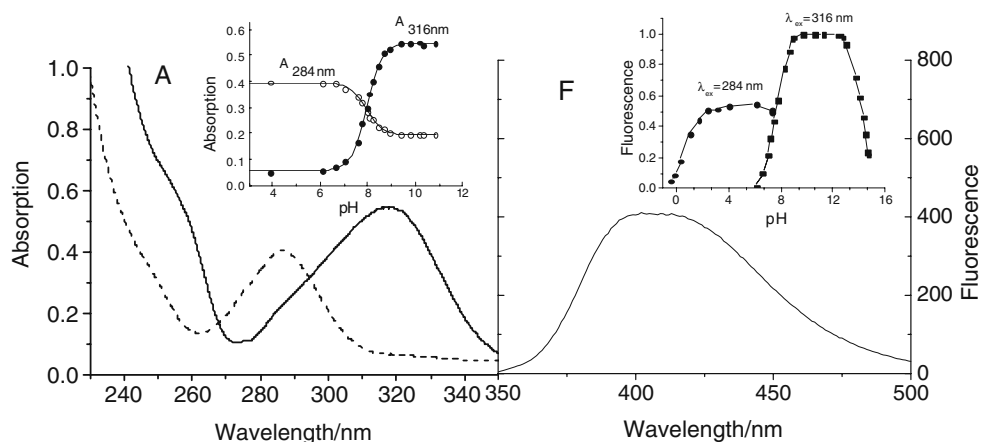 A
Absorption
1.0
0.8
0.6
0.4
0.2
0.0
240 260 280 300 320 340
Wavelength/nm
A 316nm
A 284 nm
Absorption
0.6
0.5
0.4
0.3
0.2
0.1
0.0
4 6 8 10 12
pH
F
Fluorescence
800
600
400
200
0
350 400 450 500
Wavelength/nm
λex=316 nm
λex=284 nm
Fluorescence
1.0
0.8
0.6
0.4
0.2
0.0
0 4 8 12 16
pH